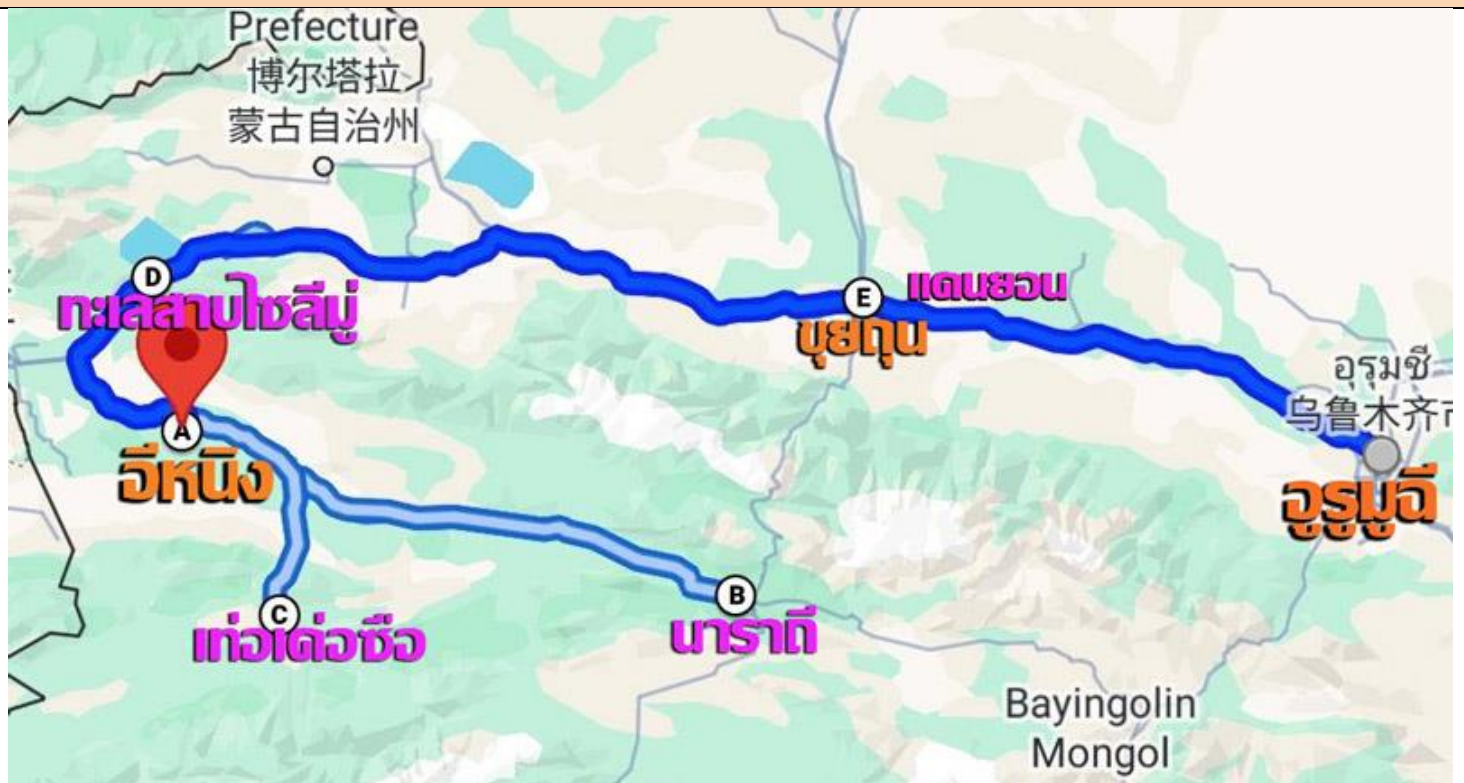 Prefecture
博尔塔拉
蒙古自治州
D
ทะเลสาบไซลีมู่
E
แดนยอน
ขุยถุน
อุรุมชี
乌鲁木齐市
A
อีหนิง
อูรูมูฉี
C
เท่อเค่อซือ
B
นาราถี
Bayingolin
Mongol